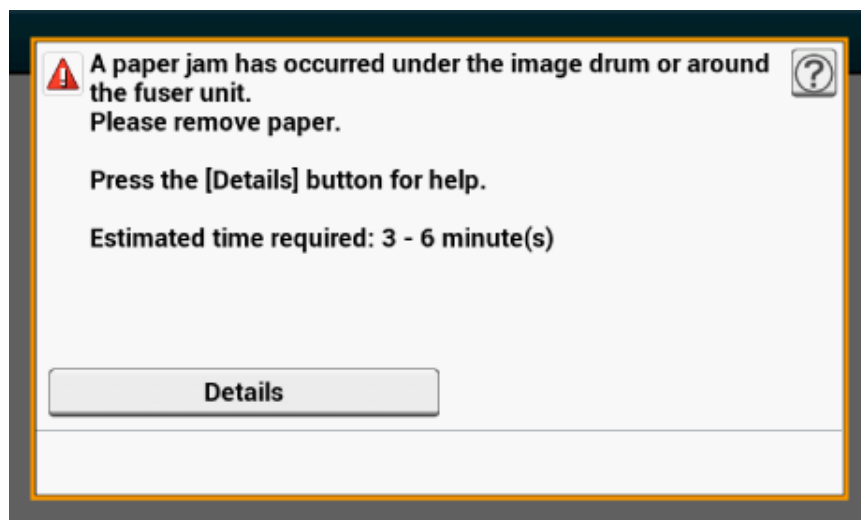 A paper jam has occurred under the image drum or around
the fuser unit.
Please remove paper.
Press the [Details] button for help.
Estimated time required: 3 - 6 minute(s)
Details